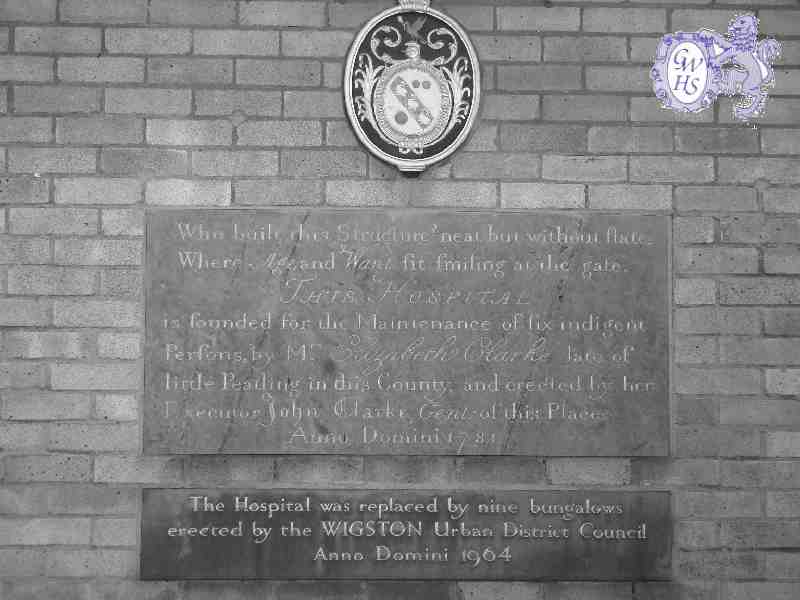 GW
HS
Who built this Structure? neat but without ſtate,
Where Age, and Want ſit ſmiling at the gate.
THIS HOSPITAL
is founded for the Maintenance of ſix indigent
Perſons, by Mrs. Elizabeth Clarke late of
little Peatling in this County: and erected by her
Executor John Clarke, Gent: of this Place
Anno Domini 1781
The Hospital was replaced by nine bungalows
erected by the WIGSTON Urban District Council
Anno Domini 1964